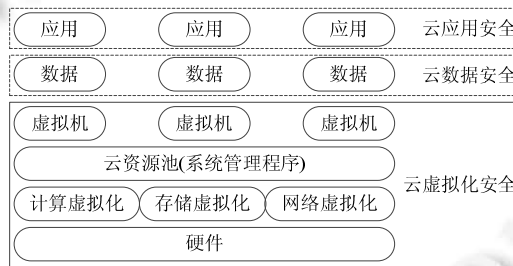 应用 应用 应用 云应用安全
数据 数据 数据 云数据安全
虚拟机 虚拟机 虚拟机
云资源池(系统管理程序)
云虚拟化安全
计算虚拟化 存储虚拟化 网络虚拟化
硬件